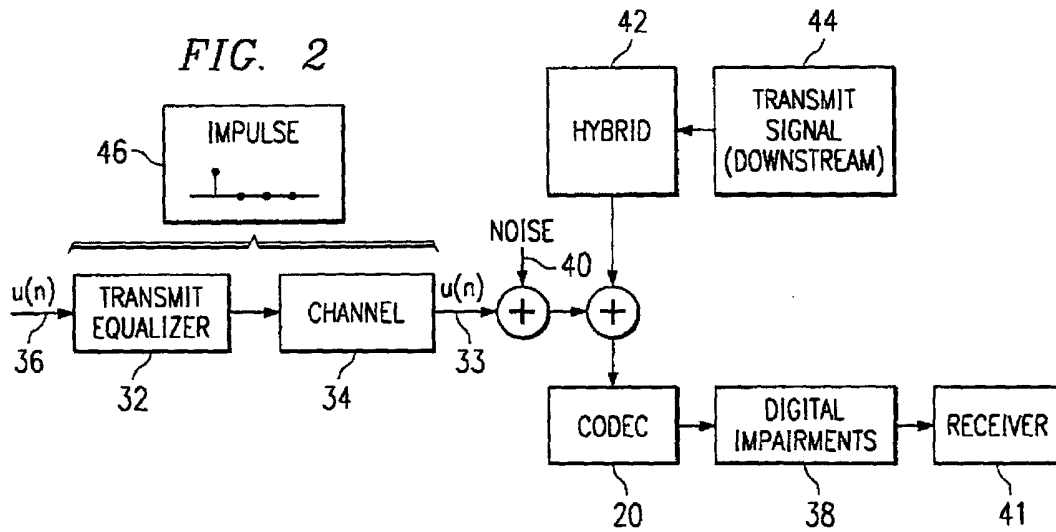 FIG. 2
42
44
46
IMPULSE
HYBRID
TRANSMIT
SIGNAL
(DOWNSTREAM)
NOISE
40
u(n)
36
TRANSMIT
EQUALIZER
32
CHANNEL
34
u(n)
33
+
+
CODEC
20
DIGITAL
IMPAIRMENTS
38
RECEIVER
41